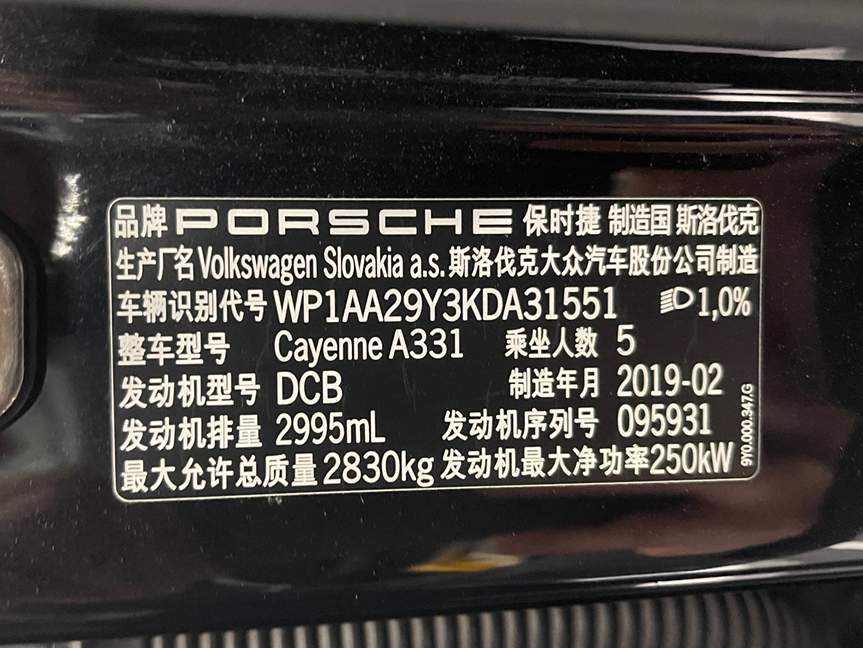 品牌 PORSCHE 保时捷 制造国 斯洛伐克
生产厂名 Volkswagen Slovakia a.s. 斯洛伐克大众汽车股份公司制造
车辆识别代号 WP1AA29Y3KDA31551 1,0%
整车型号 Cayenne A331 乘坐人数 5
发动机型号 DCB 制造年月 2019-02
发动机排量 2995mL 发动机序列号 095931
最大允许总质量 2830kg 发动机最大净功率 250kW
9Y0.000.347.G